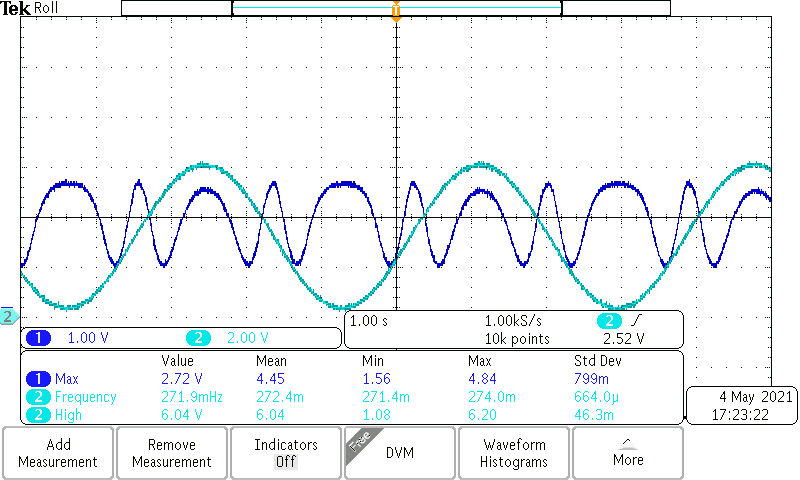 Tek Roll
T
2
1 1.00 V 2 2.00 V
1.00 s 1.00kS/s 2
10k points 2.52 V
Value Mean Min Max Std Dev
1 Max 2.72 V 4.45 1.56 4.84 799m
2 Frequency 271.9mHz 272.4m 271.4m 274.0m 664.0µ
2 High 6.04 V 6.04 1.08 6.20 46.3m
4 May 2021
17:23:22
Add Measurement
Remove Measurement
Indicators Off
Free DVM
Waveform Histograms
More